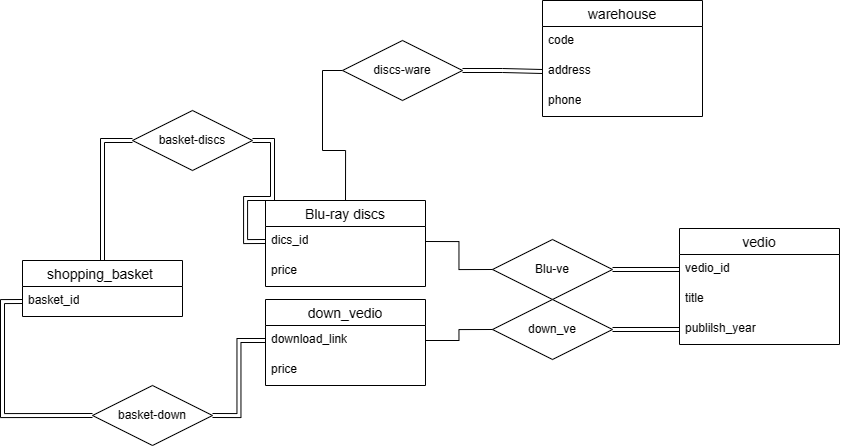 warehouse
code
address
phone
discs-ware
basket-discs
Blu-ray discs
dics_id
price
shopping_basket
basket_id
Blu-ve
vedio
vedio_id
title
publilsh_year
down_vedio
download_link
price
down_ve
basket-down